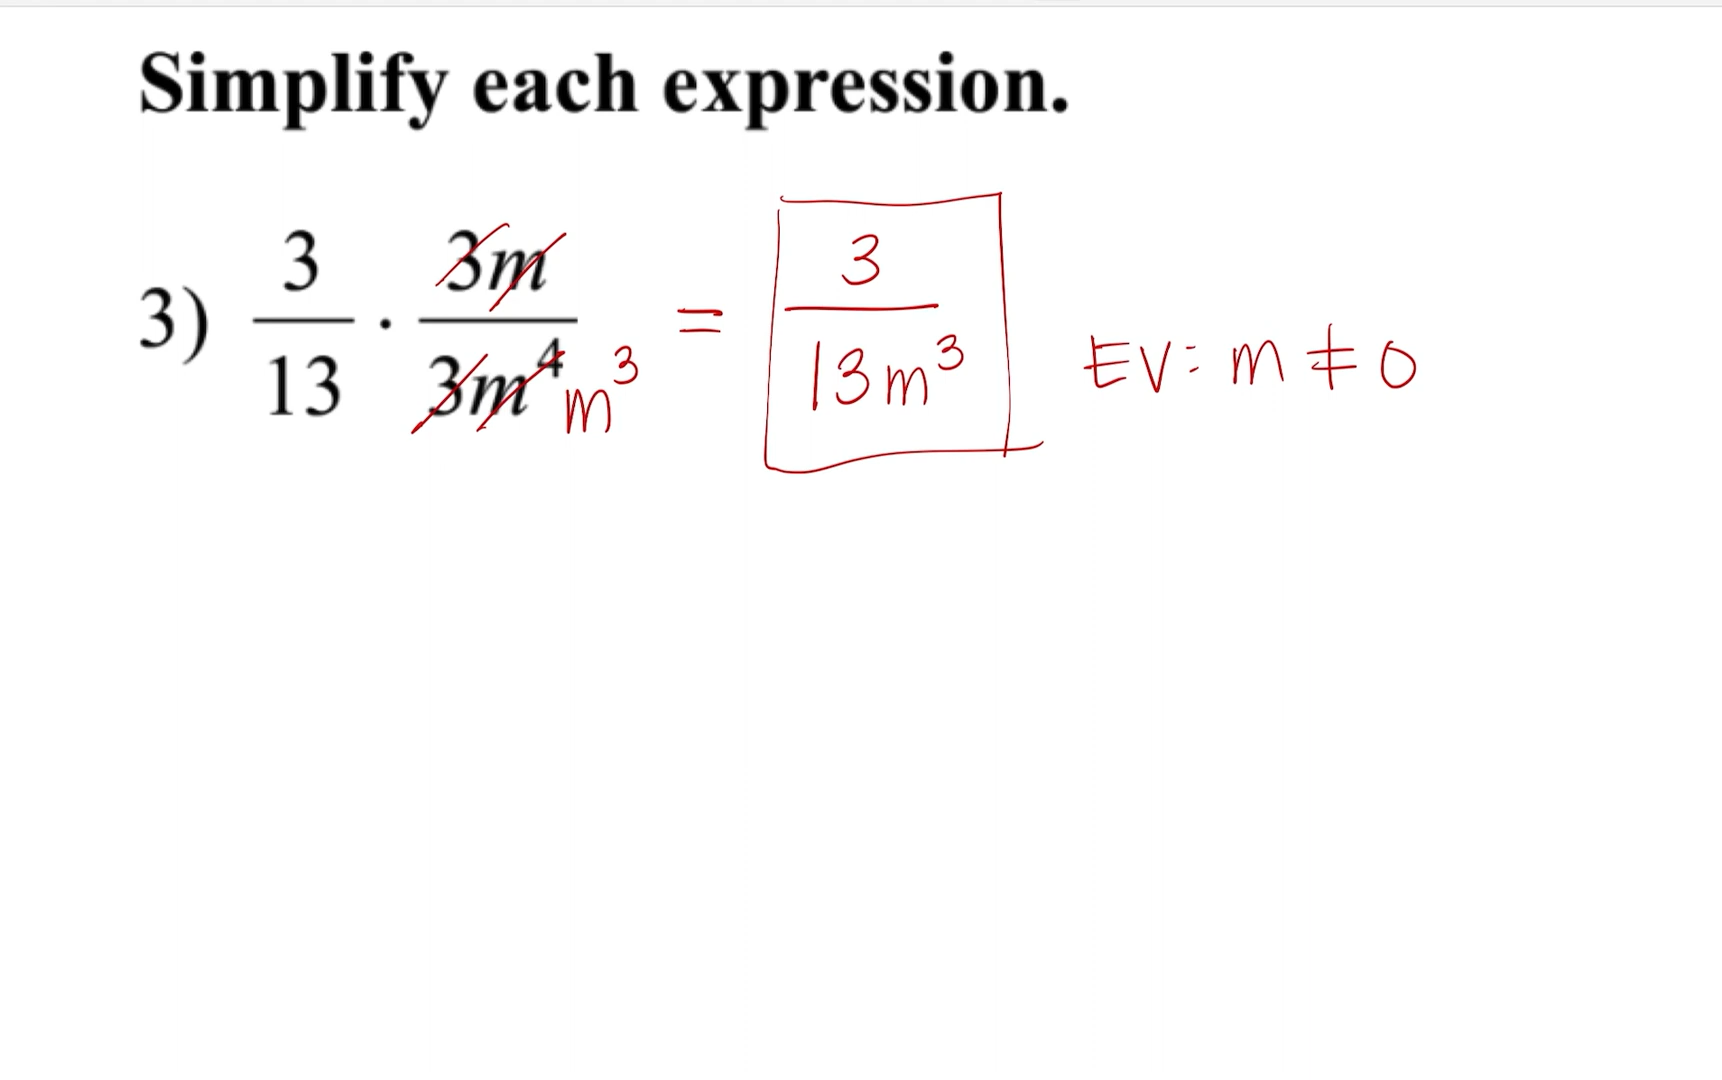 Simplify each expression.
3) 3/13 · 3m/3m⁴ m³ = 3/13m³ EV: m ≠ 0